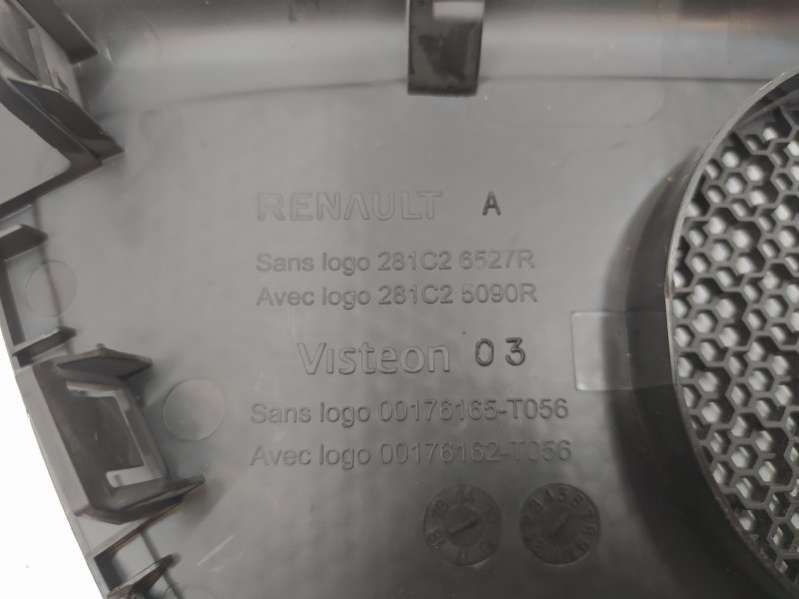 RENAULT A
Sans logo 281C2 6527R
Avec logo 281C2 5090R
Visteon 03
Sans logo 00176165-T056
Avec logo 00176162-T056